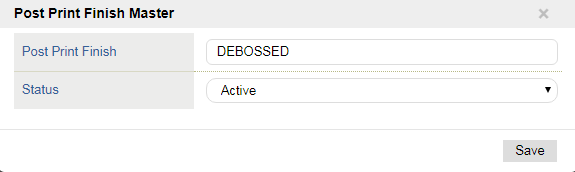 Post Print Finish Master
Post Print Finish DEBOSSED
Status Active
Save